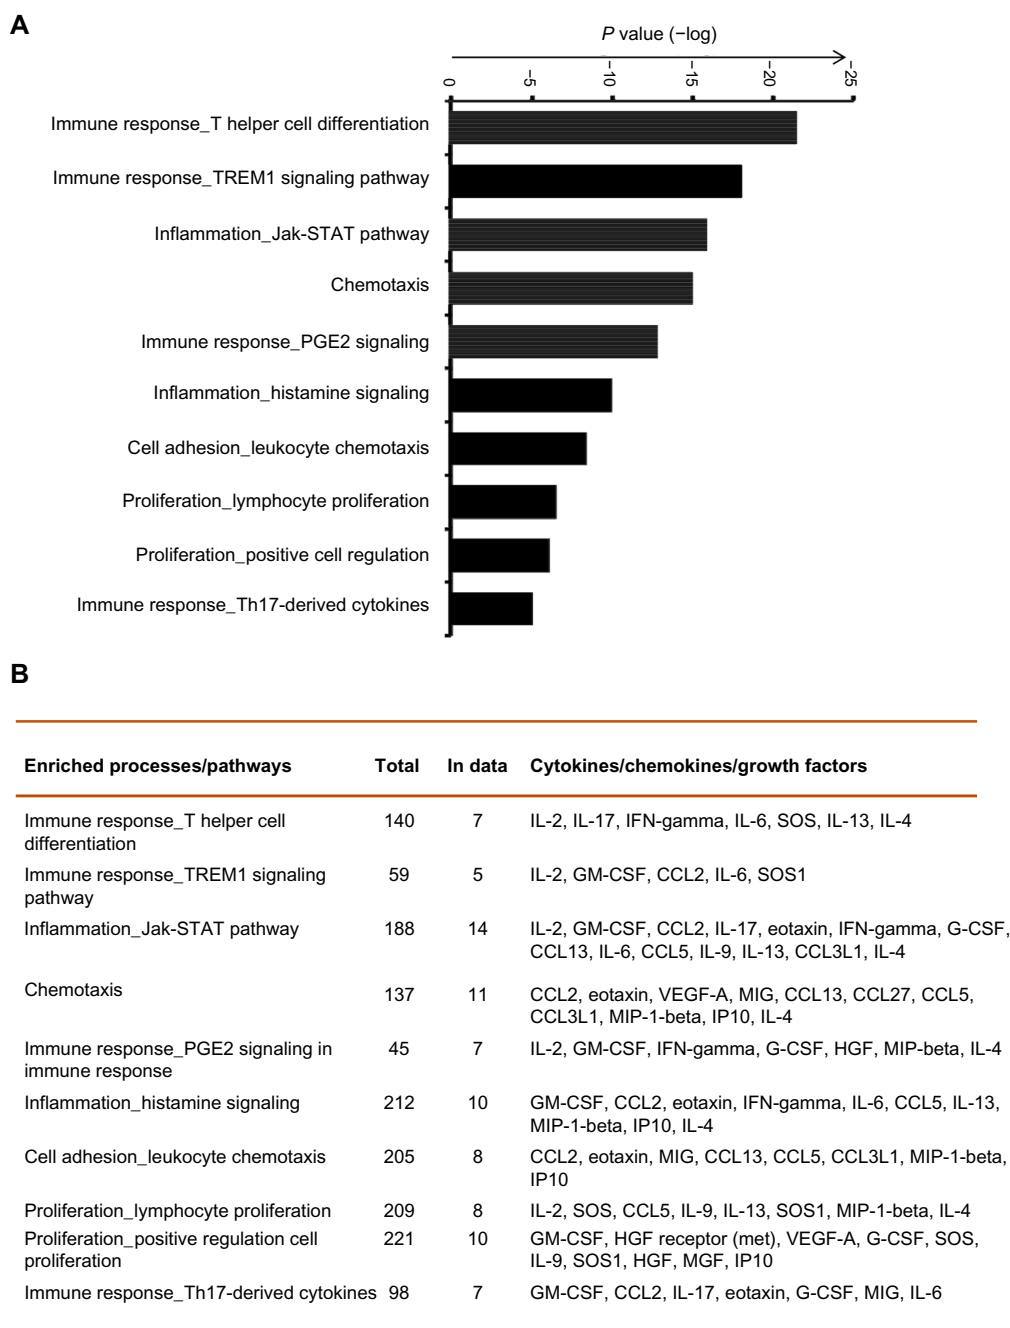 A
P value (−log)
0
−5
−10
−15
−20
−25
Immune response_T helper cell differentiation
Immune response_TREM1 signaling pathway
Inflammation_Jak-STAT pathway
Chemotaxis
Immune response_PGE2 signaling
Inflammation_histamine signaling
Cell adhesion_leukocyte chemotaxis
Proliferation_lymphocyte proliferation
Proliferation_positive cell regulation
Immune response_Th17-derived cytokines
B
Enriched processes/pathways Total In data Cytokines/chemokines/growth factors
Immune response_T helper cell 140 7 IL-2, IL-17, IFN-gamma, IL-6, SOS, IL-13, IL-4
differentiation
Immune response_TREM1 signaling 59 5 IL-2, GM-CSF, CCL2, IL-6, SOS1
pathway
Inflammation_Jak-STAT pathway 188 14 IL-2, GM-CSF, CCL2, IL-17, eotaxin, IFN-gamma, G-CSF,
CCL13, IL-6, CCL5, IL-9, IL-13, CCL3L1, IL-4
Chemotaxis 137 11 CCL2, eotaxin, VEGF-A, MIG, CCL13, CCL27, CCL5,
CCL3L1, MIP-1-beta, IP10, IL-4
Immune response_PGE2 signaling in 45 7 IL-2, GM-CSF, IFN-gamma, G-CSF, HGF, MIP-beta, IL-4
immune response
Inflammation_histamine signaling 212 10 GM-CSF, CCL2, eotaxin, IFN-gamma, IL-6, CCL5, IL-13,
MIP-1-beta, IP10, IL-4
Cell adhesion_leukocyte chemotaxis 205 8 CCL2, eotaxin, MIG, CCL13, CCL5, CCL3L1, MIP-1-beta,
IP10
Proliferation_lymphocyte proliferation 209 8 IL-2, SOS, CCL5, IL-9, IL-13, SOS1, MIP-1-beta, IL-4
Proliferation_positive regulation cell 221 10 GM-CSF, HGF receptor (met), VEGF-A, G-CSF, SOS,
proliferation IL-9, SOS1, HGF, MGF, IP10
Immune response_Th17-derived cytokines 98 7 GM-CSF, CCL2, IL-17, eotaxin, G-CSF, MIG, IL-6